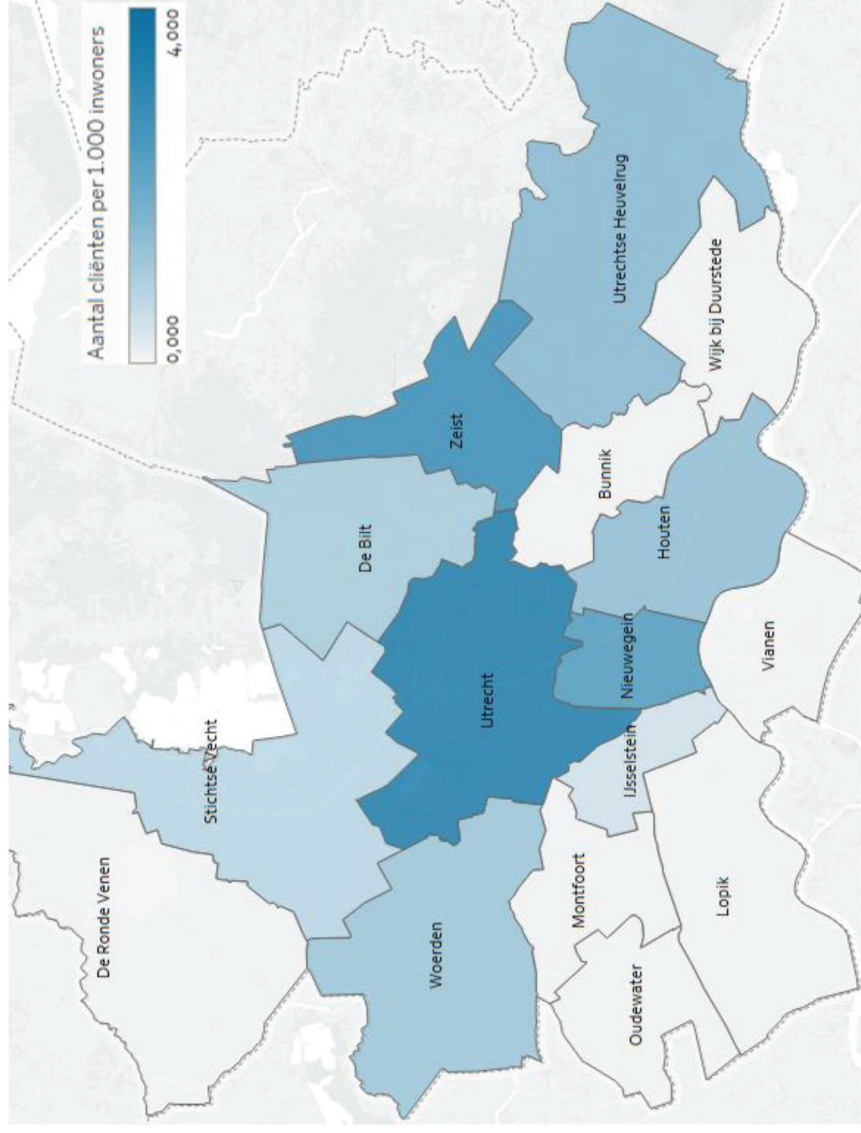 Aantal cliënten per 1.000 inwoners
0,000
4,000
De Ronde Venen
Stichtse Vecht
Woerden
De Bilt
Utrecht
Zeist
Utrechtse Heuvelrug
Oudewater
Montfoort
IJsselstein
Nieuwegein
Houten
Bunnik
Wijk bij Duurstede
Lopik
Vianen